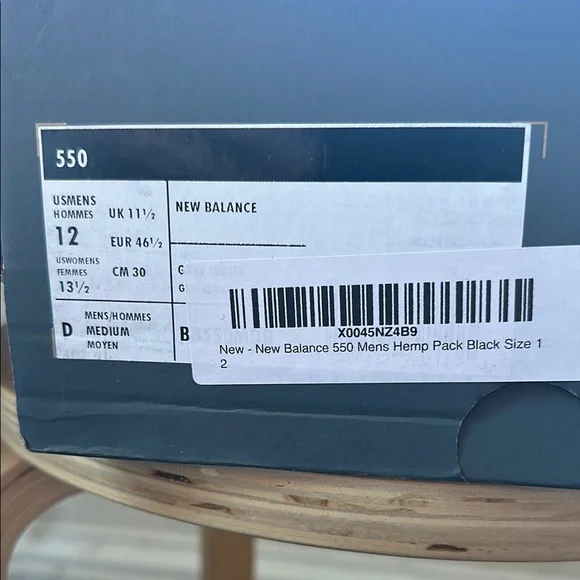 550
USMENS
HOMMES
12
UK 11½
EUR 46½
USWOMENS
FEMMES
13½
CM 30
NEW BALANCE
G
G
D
MENS/HOMMES
MEDIUM
MOYEN
X0045NZ4B9
New - New Balance 550 Mens Hemp Pack Black Size 1
2